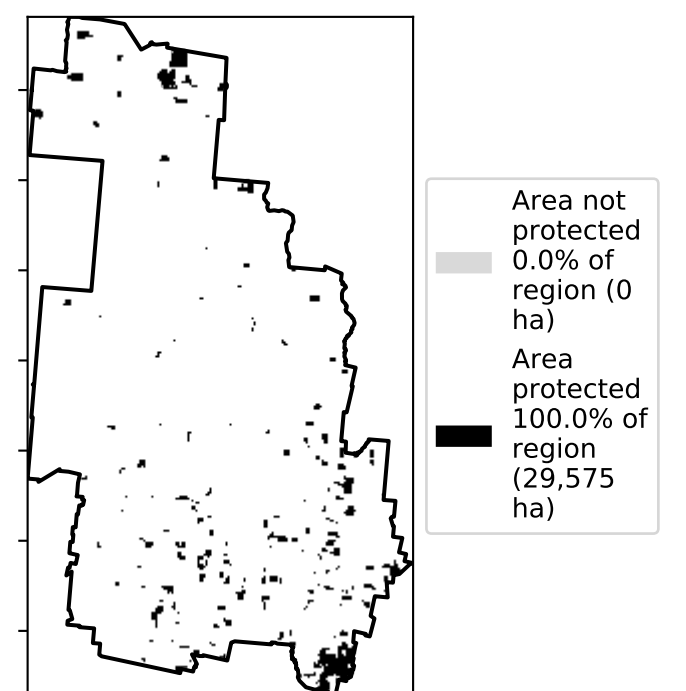 Area not
protected
0.0% of
region (0
ha)
Area
protected
100.0% of
region
(29,575
ha)